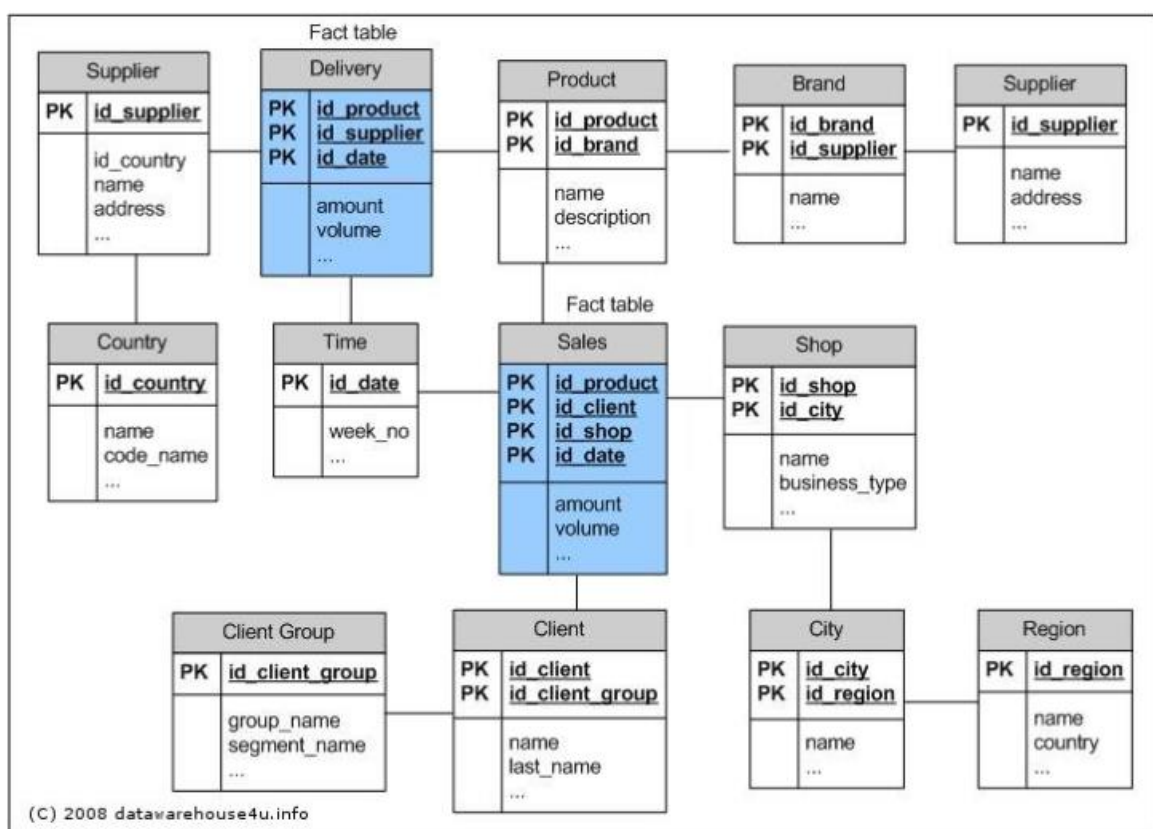 Fact table
Supplier
PK id_supplier
id_country
name
address
...
Delivery
PK id_product
PK id_supplier
PK id_date
amount
volume
...
Product
PK id_product
PK id_brand
name
description
...
Brand
PK id_brand
PK id_supplier
name
...
Supplier
PK id_supplier
name
address
...
Country
PK id_country
name
code_name
...
Time
PK id_date
week_no
...
Fact table
Sales
PK id_product
PK id_client
PK id_shop
PK id_date
amount
volume
...
Shop
PK id_shop
PK id_city
name
business_type
...
Client Group
PK id_client_group
group_name
segment_name
...
Client
PK id_client
PK id_client_group
name
last_name
...
City
PK id_city
PK id_region
name
...
Region
PK id_region
name
country
...
(C) 2008 datawarehouse4u.info